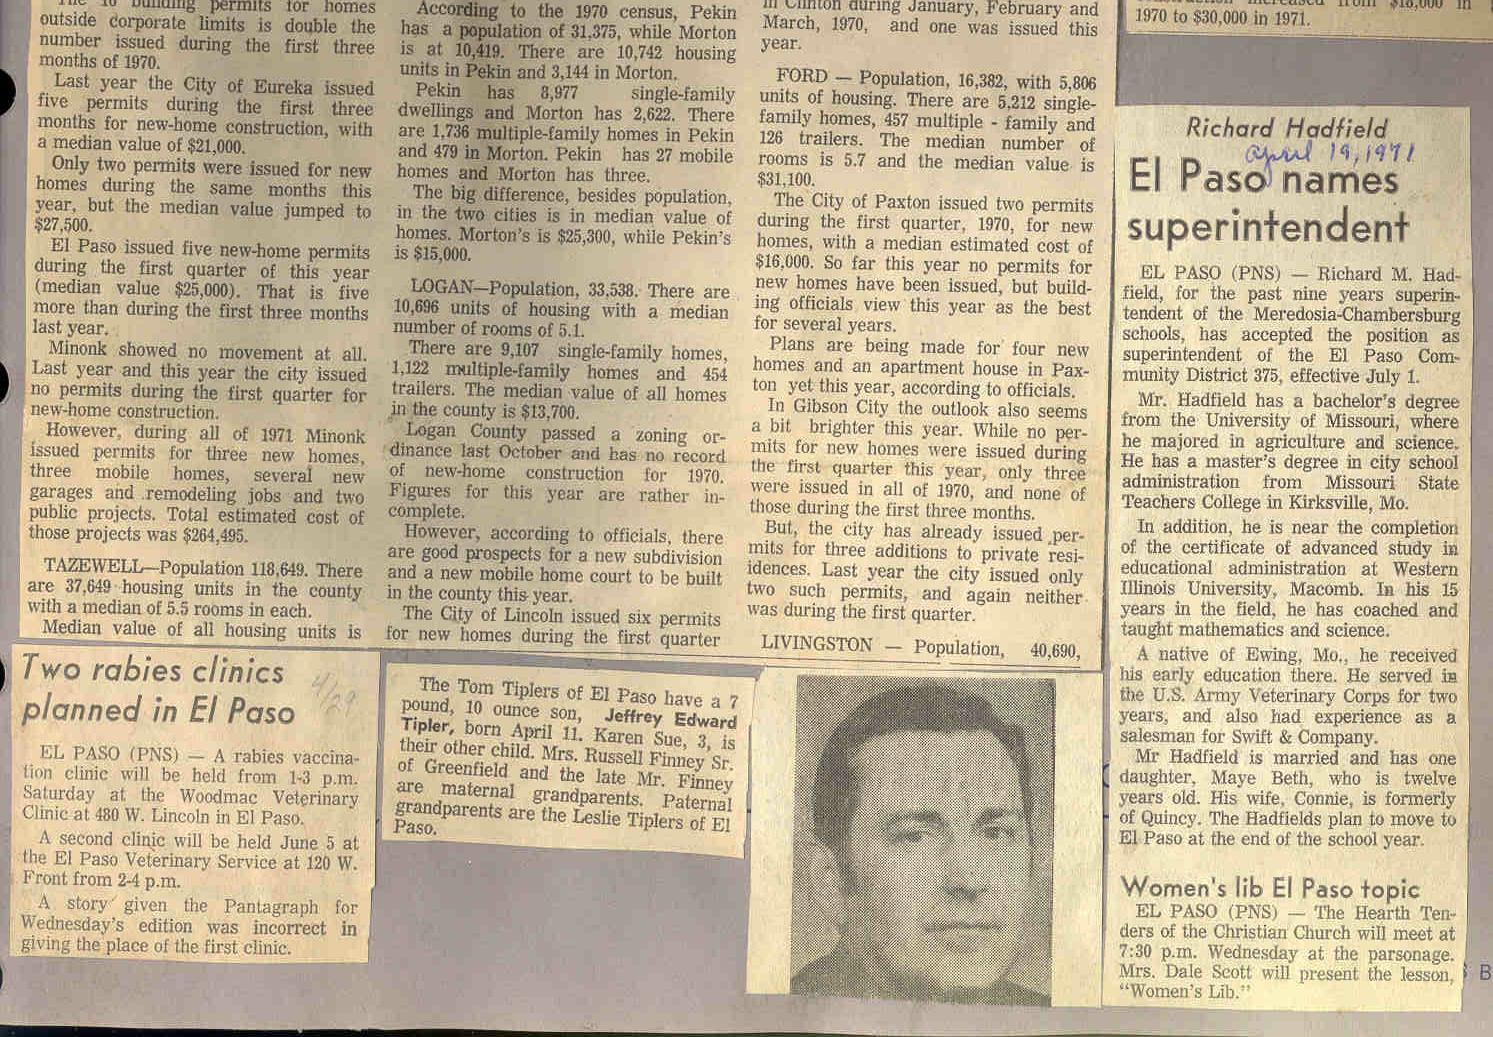 The 16 building permits for homes
outside corporate limits is double the
number issued during the first three
months of 1970.
Last year the City of Eureka issued
five permits during the first three
months for new-home construction, with
a median value of $21,000.
Only two permits were issued for new
homes during the same months this
year, but the median value jumped to
$27,500.
El Paso issued five new-home permits
during the first quarter of this year
(median value $25,000). That is five
more than during the first three months
last year.
Minonk showed no movement at all.
Last year and this year the city issued
no permits during the first quarter for
new-home construction.
However, during all of 1971 Minonk
issued permits for three new homes,
three mobile homes, several new
garages and remodeling jobs and two
public projects. Total estimated cost of
those projects was $264,495.
TAZEWELL—Population 118,649. There
are 37,649 housing units in the county
with a median of 5.5 rooms in each.
Median value of all housing units is
According to the 1970 census, Pekin
has a population of 31,375, while Morton
is at 10,419. There are 10,742 housing
units in Pekin and 3,144 in Morton.
Pekin has 8,977 single-family
dwellings and Morton has 2,622. There
are 1,736 multiple-family homes in Pekin
and 479 in Morton. Pekin has 27 mobile
homes and Morton has three.
The big difference, besides population,
in the two cities is in median value of
homes. Morton's is $25,300, while Pekin's
is $15,000.
LOGAN—Population, 33,538. There are
10,696 units of housing with a median
number of rooms of 5.1.
There are 9,107 single-family homes,
1,122 multiple-family homes and 454
trailers. The median value of all homes
in the county is $13,700.
Logan County passed a zoning or-
dinance last October and has no record
of new-home construction for 1970.
Figures for this year are rather in-
complete.
However, according to officials, there
are good prospects for a new subdivision
and a new mobile home court to be built
in the county this year.
The City of Lincoln issued six permits
for new homes during the first quarter
in Clinton during January, February and
March, 1970, and one was issued this
year.
FORD — Population, 16,382, with 5,806
units of housing. There are 5,212 single-
family homes, 457 multiple - family and
126 trailers. The median number of
rooms is 5.7 and the median value is
$31,100.
The City of Paxton issued two permits
during the first quarter, 1970, for new
homes, with a median estimated cost of
$16,000. So far this year no permits for
new homes have been issued, but build-
ing officials view this year as the best
for several years.
Plans are being made for four new
homes and an apartment house in Pax-
ton yet this year, according to officials.
In Gibson City the outlook also seems
a bit brighter this year. While no per-
mits for new homes were issued during
the first quarter this year, only three
were issued in all of 1970, and none of
those during the first three months.
But, the city has already issued per-
mits for three additions to private resi-
dences. Last year the city issued only
two such permits, and again neither
was during the first quarter.
LIVINGSTON — Population, 40,690,
increased from $18,000 in
1970 to $30,000 in 1971.
Richard Hadfield
april 19, 1971
El Paso names
superintendent
EL PASO (PNS) — Richard M. Had-
field, for the past nine years superin-
tendent of the Meredosia-Chambersburg
schools, has accepted the position as
superintendent of the El Paso Com-
munity District 375, effective July 1.
Mr. Hadfield has a bachelor's degree
from the University of Missouri, where
he majored in agriculture and science.
He has a master's degree in city school
administration from Missouri State
Teachers College in Kirksville, Mo.
In addition, he is near the completion
of the certificate of advanced study in
educational administration at Western
Illinois University, Macomb. In his 15
years in the field, he has coached and
taught mathematics and science.
A native of Ewing, Mo., he received
his early education there. He served in
the U.S. Army Veterinary Corps for two
years, and also had experience as a
salesman for Swift & Company.
Mr Hadfield is married and has one
daughter, Maye Beth, who is twelve
years old. His wife, Connie, is formerly
of Quincy. The Hadfields plan to move to
El Paso at the end of the school year.
Women's lib El Paso topic
EL PASO (PNS) — The Hearth Ten-
ders of the Christian Church will meet at
7:30 p.m. Wednesday at the parsonage.
Mrs. Dale Scott will present the lesson,
"Women's Lib."
B
Two rabies clinics
planned in El Paso
4/29
EL PASO (PNS) — A rabies vaccina-
tion clinic will be held from 1-3 p.m.
Saturday at the Woodmac Veterinary
Clinic at 480 W. Lincoln in El Paso.
A second clinic will be held June 5 at
the El Paso Veterinary Service at 120 W.
Front from 2-4 p.m.
A story given the Pantagraph for
Wednesday's edition was incorrect in
giving the place of the first clinic.
The Tom Tiplers of El Paso have a 7
pound, 10 ounce son, Jeffrey Edward
Tipler, born April 11. Karen Sue, 3, is
their other child. Mrs. Russell Finney Sr.
of Greenfield and the late Mr. Finney
are maternal grandparents. Paternal
grandparents are the Leslie Tiplers of El
Paso.